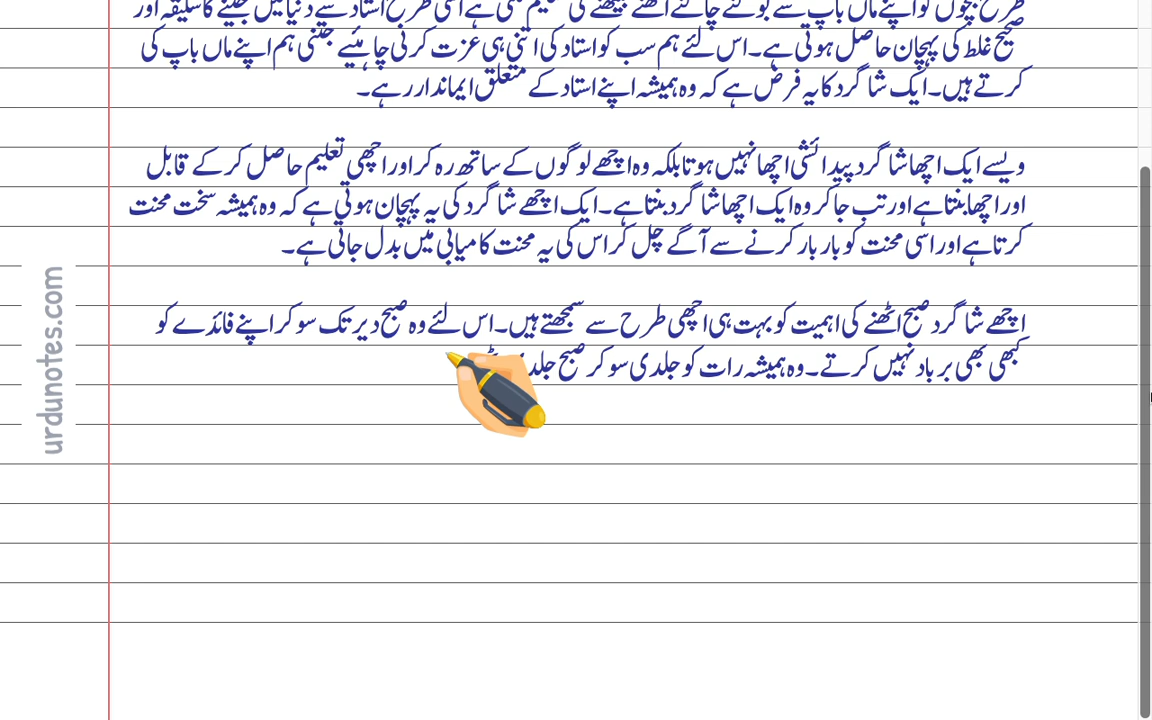 طرح بچوں کو اپنے ماں باپ سے بولنے چالنے اٹھنے بیٹھنے کی تعلیم ملتی ہے اسی طرح استاد سے دنیا میں جینے کا سلیقہ اور
صحیح غلط کی پہچان حاصل ہوتی ہے۔ اس لئے ہم سب کو استاد کی اتنی ہی عزت کرنی چاہئیے جتنی ہم اپنے ماں باپ کی
کرتے ہیں۔ ایک شاگرد کا یہ فرض ہے کہ وہ ہمیشہ اپنے استاد کے متعلق ایماندار رہے۔
ویسے ایک اچھا شاگرد پیدائشی اچھا نہیں ہوتا بلکہ وہ اچھے لوگوں کے ساتھ رہ کر اور اچھی تعلیم حاصل کر کے قابل
اور اچھا بنتا ہے اور تب جا کر وہ ایک اچھا شاگرد بنتا ہے۔ ایک اچھے شاگرد کی یہ پہچان ہوتی ہے کہ وہ ہمیشہ سخت محنت
کرتا ہے اور اسی محنت کو بار بار کرنے سے آگے چل کر اس کی یہ محنت کامیابی میں بدل جاتی ہے۔
اچھے شاگرد صبح اٹھنے کی اہمیت کو بہت ہی اچھی طرح سے سمجھتے ہیں۔ اس لئے وہ صبح دیر تک سو کر اپنے فائدے کو
کبھی بھی برباد نہیں کرتے۔ وہ ہمیشہ رات کو جلدی سو کر صبح
urdunotes.com